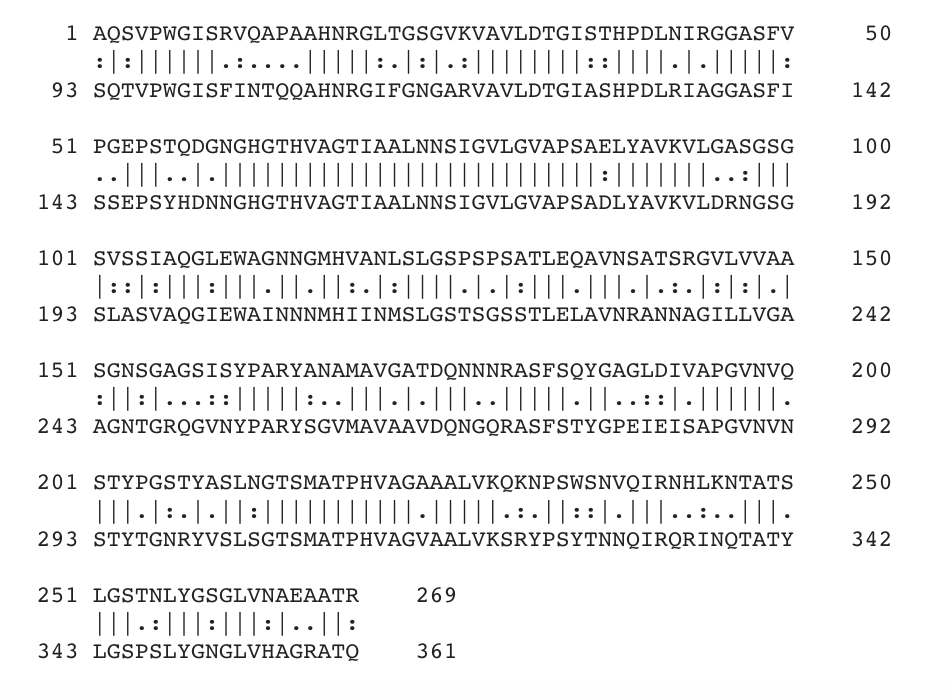 1 AQSVPWGISRVQAPAAHNRGLTGSGVKVAVLDTGISTHPDLNIRGGASFV 50
:|:||||||.:....|||||:.|:|.:|||||||||::||||.|.|||||:
93 SQTVPWGISFINTQQAHNRGIFGNGARVAVLDTGIASHPDLRIAGGASFI 142
51 PGEPSTQDGNGHGTHVAGTIAALNNSIGVLGVAPSAELYAVKVLGASGSG 100
..|||..|.|||||||||||||||||||||||||||:|||||||..:|||
143 SSEPSYHDNNGHGTHVAGTIAALNNSIGVLGVAPSADLYAVKVLDRNGSG 192
101 SVSSIAQGLEWAGNNGMHVANLSLGSPSPSATLEQAVNSATSRGVLVVAA 150
|::|:|||:|||.||.||:.|:||||.|.|:|||.|||.|.:.|:|:|.|
193 SLASVAQGIEWAINNNMHIINMSLGSTSGSSTLELAVNRANNAGILLVGA 242
151 SGNSGAGSISYPARYANAMAVGATDQNNNRASFSQYGAGLDIVAPGVNVQ 200
:||:|...::|||||:..|||.|.|||..||||||.||..::|.||||||.
243 AGNTGRQGVNYPARYSGVMAVAAVDQNGQRASFSTYGPEIEISAPGVNVN 292
201 STYPGSTYASLNGTSMATPHVAGAAALVKQKNPSWSNVQIRNHLKNTATS 250
|||.|:.|.||:|||||||||||.|||||.:.||::|.|||..:..|||.
293 STYTGNRYVSLSGTSMATPHVAGVAALVKSRYPSYTNNQIRQRINQTATY 342
251 LGSTNLYGSGLVNAEAATR 269
|||.:|||:|||:|..||:
343 LGSPSLYGNGLVHAGRATQ 361